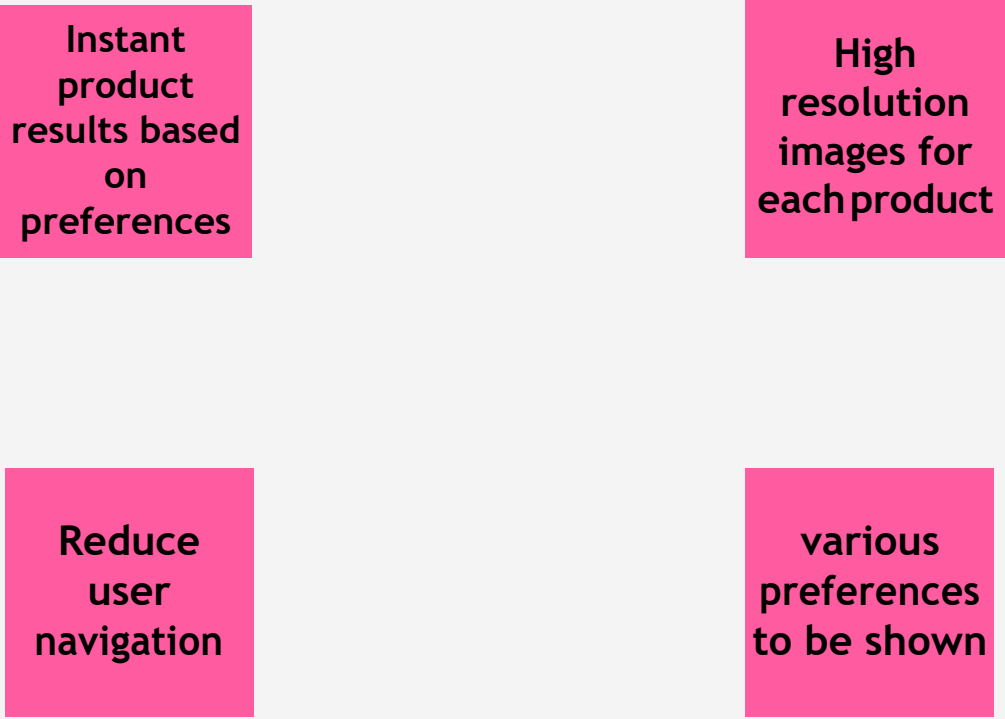 Instant
product
results based
on
preferences
High
resolution
images for
each product
Reduce
user
navigation
various
preferences
to be shown